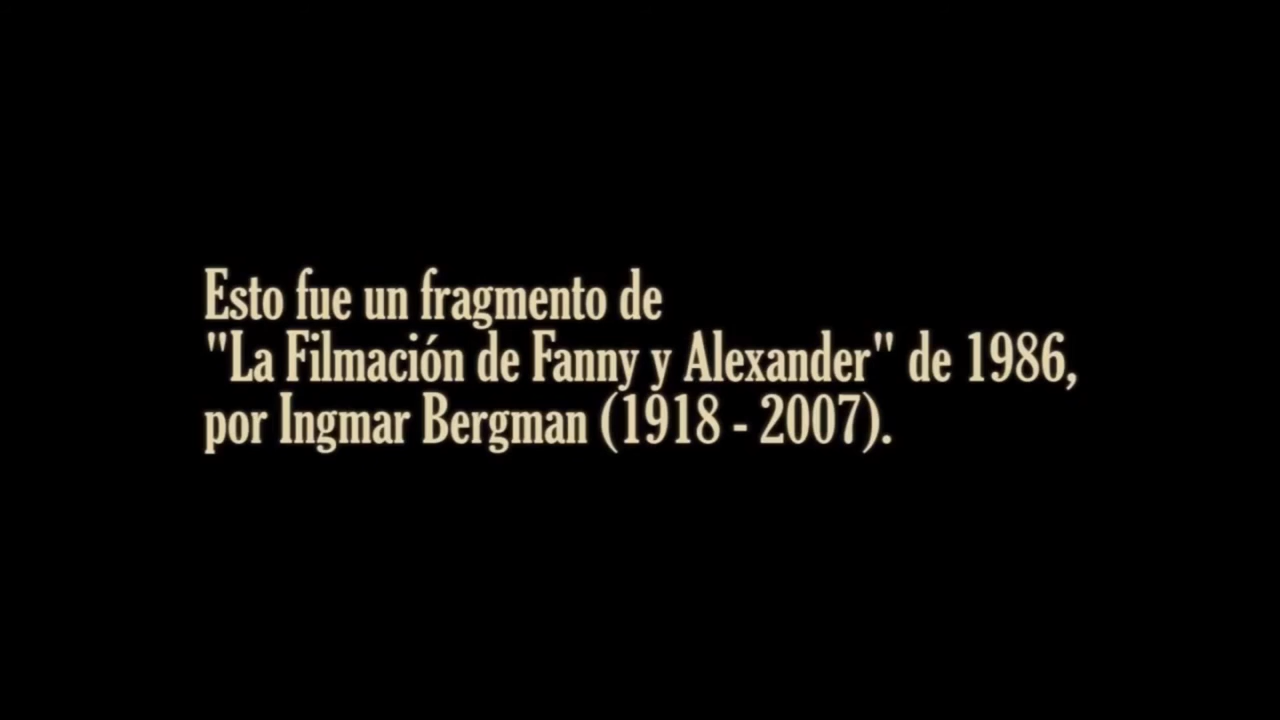 Esto fue un fragmento de
"La Filmación de Fanny y Alexander" de 1986,
por Ingmar Bergman (1918 - 2007).